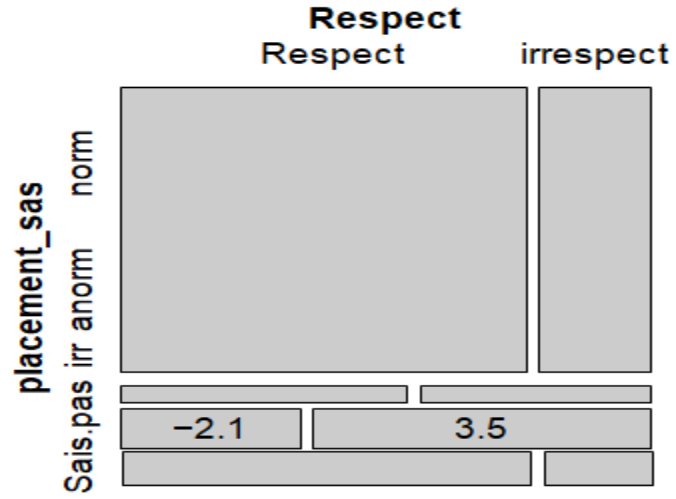 Respect
Respect irrespect
placement_sas
norm
irr anorm
Sais.pas
−2.1 3.5